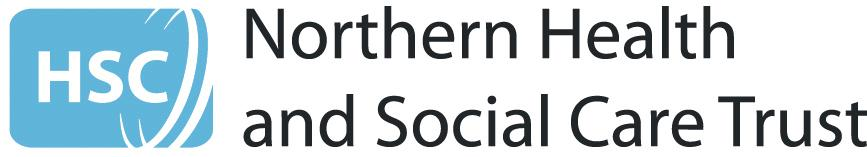 HSC
Northern Health
and Social Care Trust